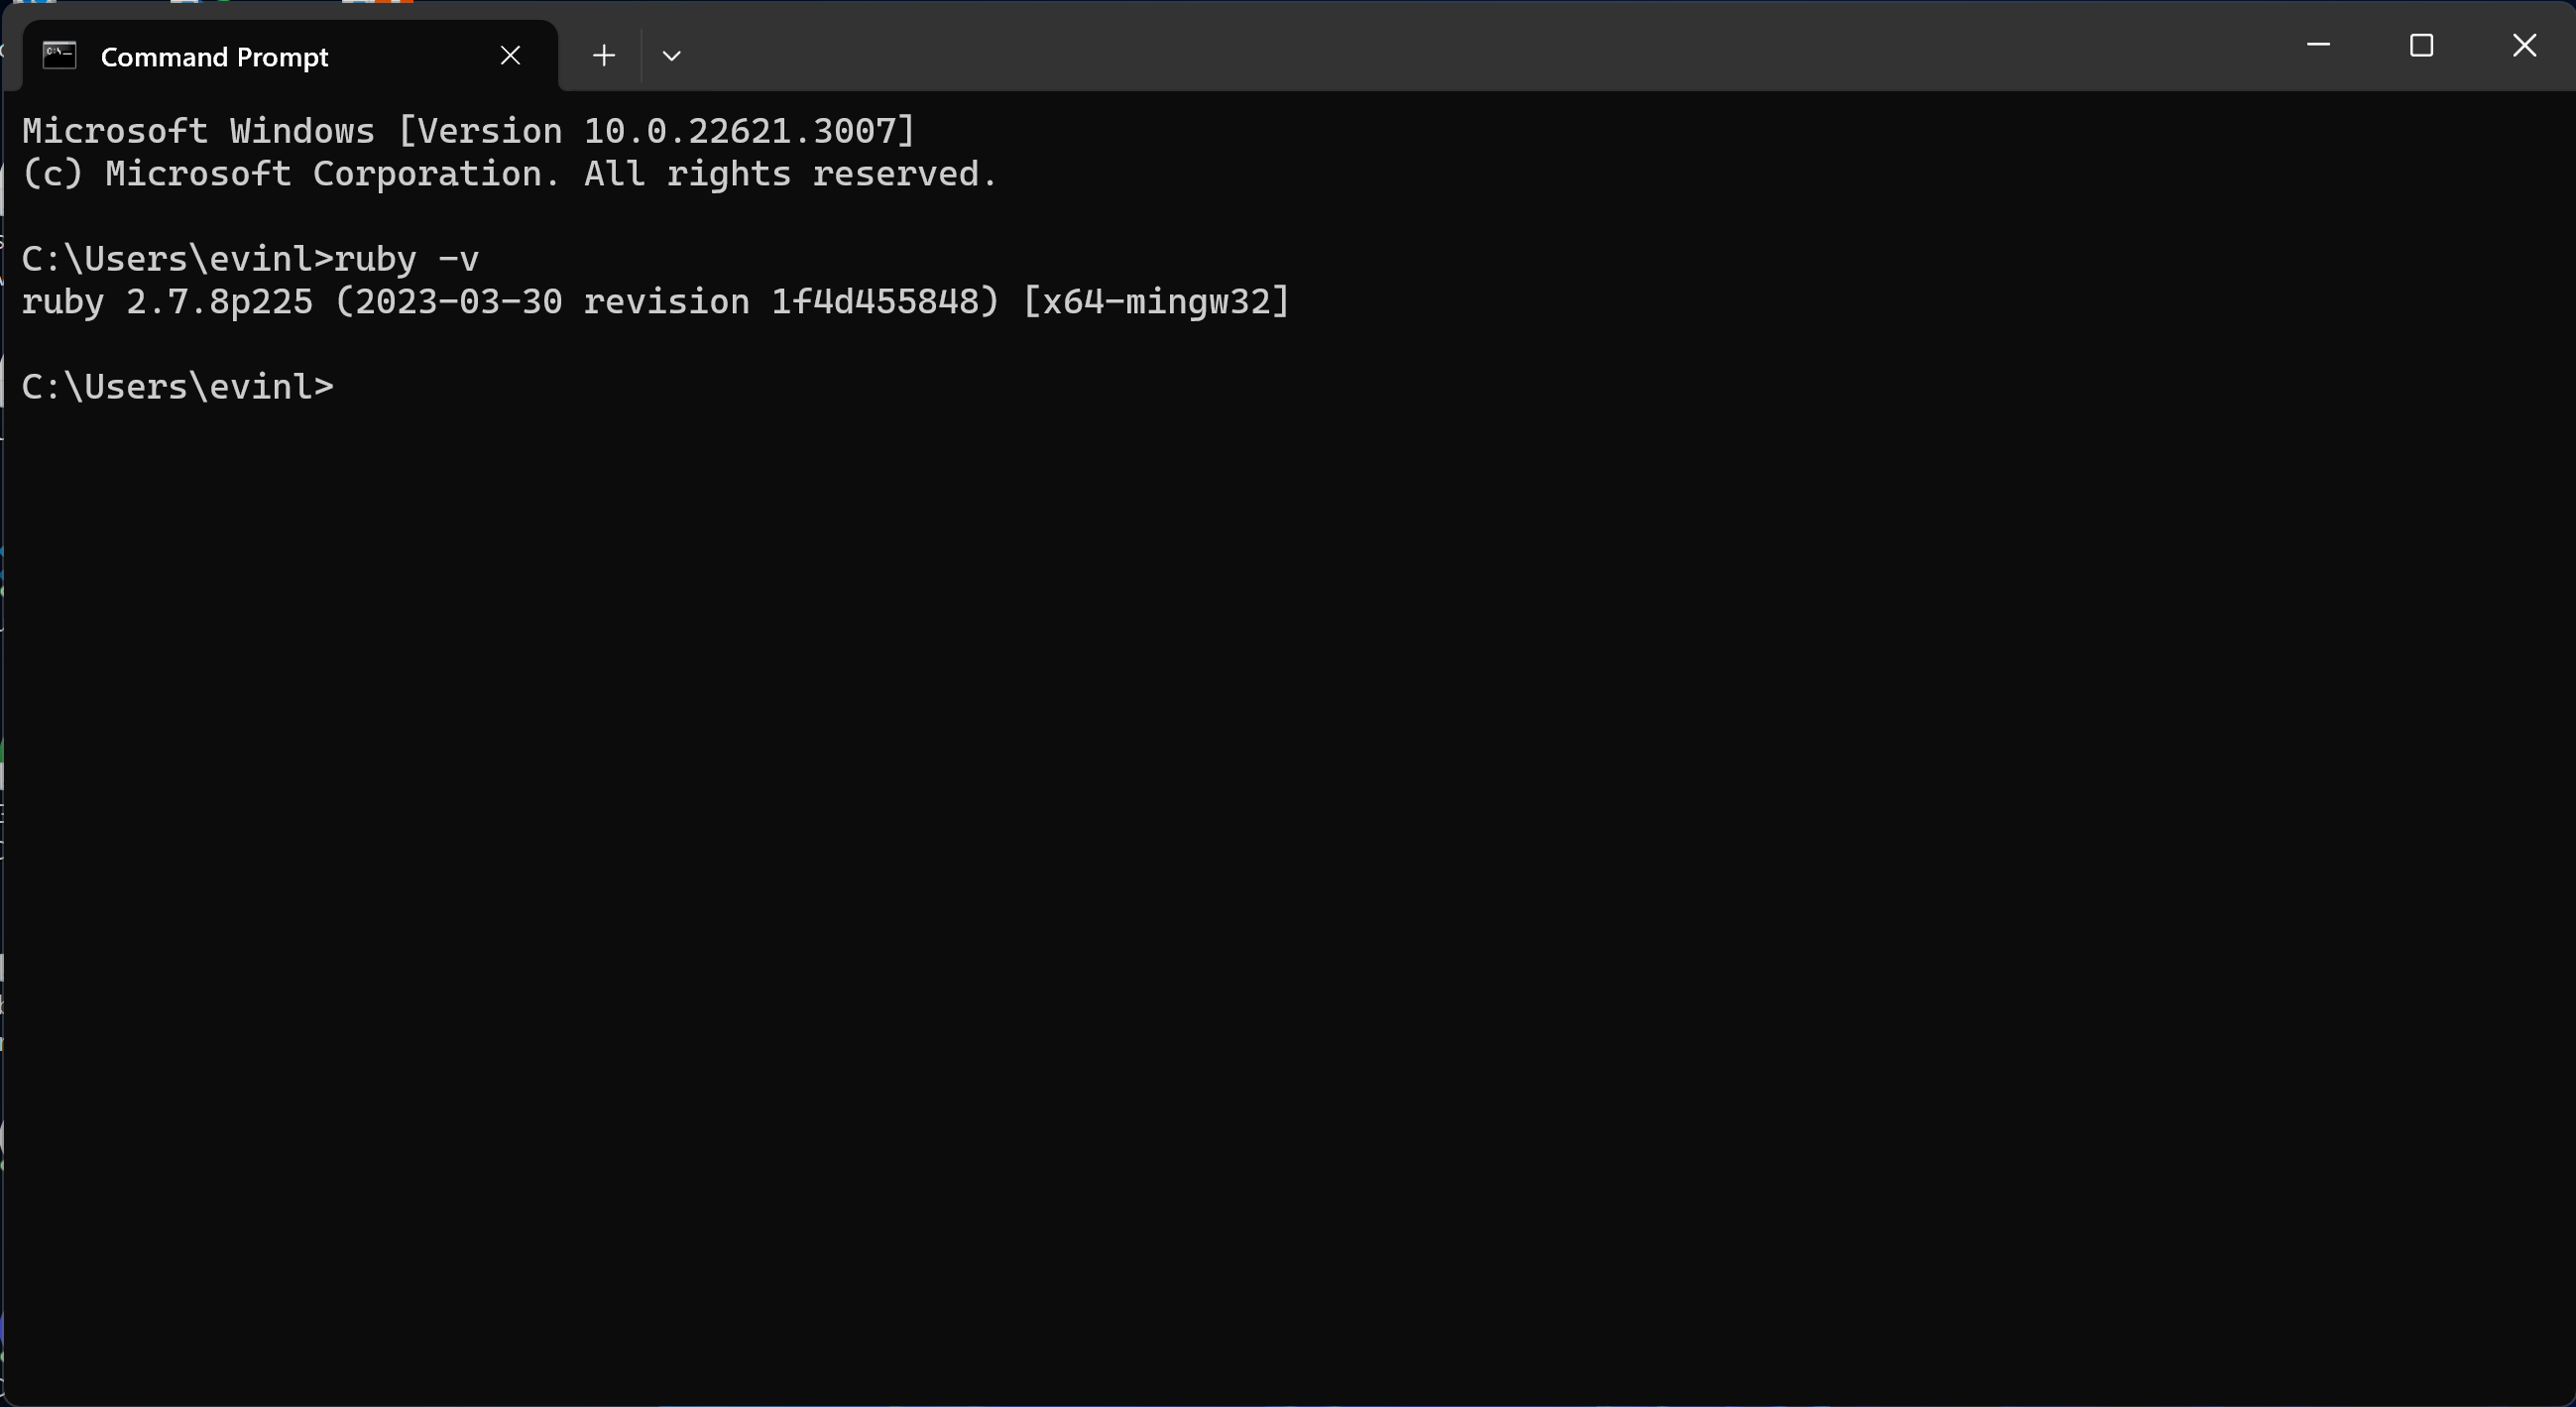 Command Prompt
Microsoft Windows [Version 10.0.22621.3007]
(c) Microsoft Corporation. All rights reserved.
C:\Users\evinl>ruby -v
ruby 2.7.8p225 (2023-03-30 revision 1f4d455848) [x64-mingw32]
C:\Users\evinl>